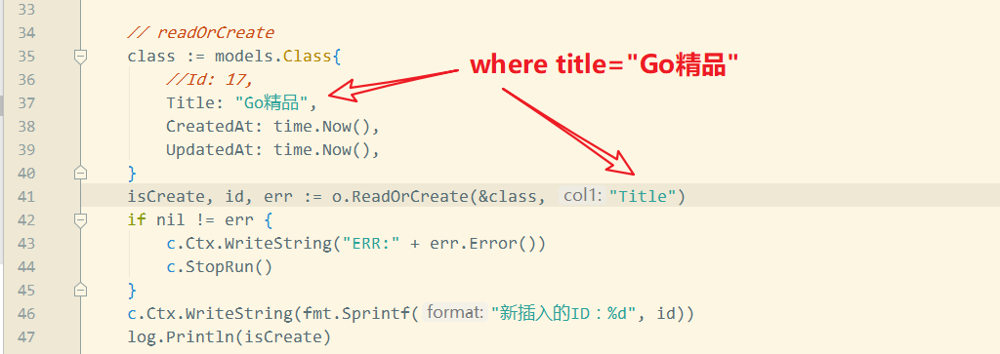 33
34 // readOrCreate
35 class := models.Class{
where title="Go精品"
36 //Id: 17,
37 Title: "Go精品",
38 CreatedAt: time.Now(),
39 UpdatedAt: time.Now(),
40 }
41 isCreate, id, err := o.ReadOrCreate(&class, col1: "Title")
42 if nil != err {
43 c.Ctx.WriteString("ERR:" + err.Error())
44 c.StopRun()
45 }
46 c.Ctx.WriteString(fmt.Sprintf( format: "新插入的ID：%d", id))
47 log.Println(isCreate)